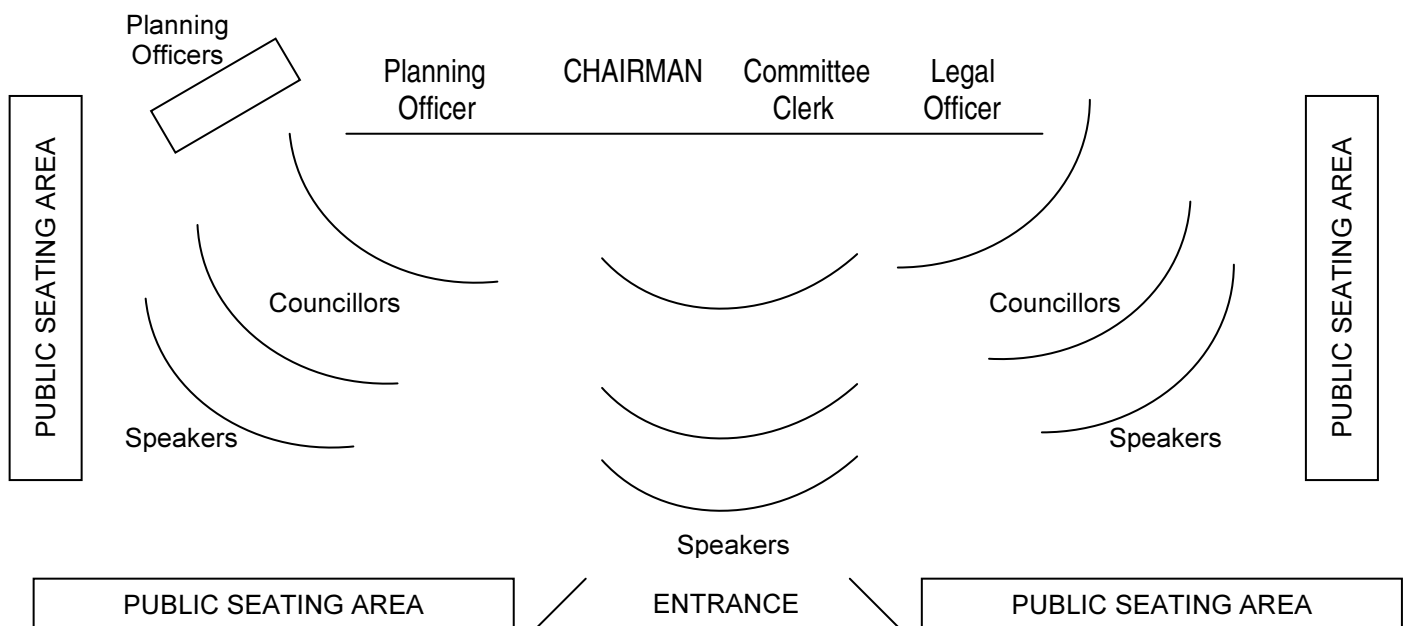 Planning
Officers
Planning
Officer
CHAIRMAN
Committee
Clerk
Legal
Officer
PUBLIC SEATING AREA
PUBLIC SEATING AREA
Councillors
Councillors
Speakers
Speakers
Speakers
PUBLIC SEATING AREA
ENTRANCE
PUBLIC SEATING AREA